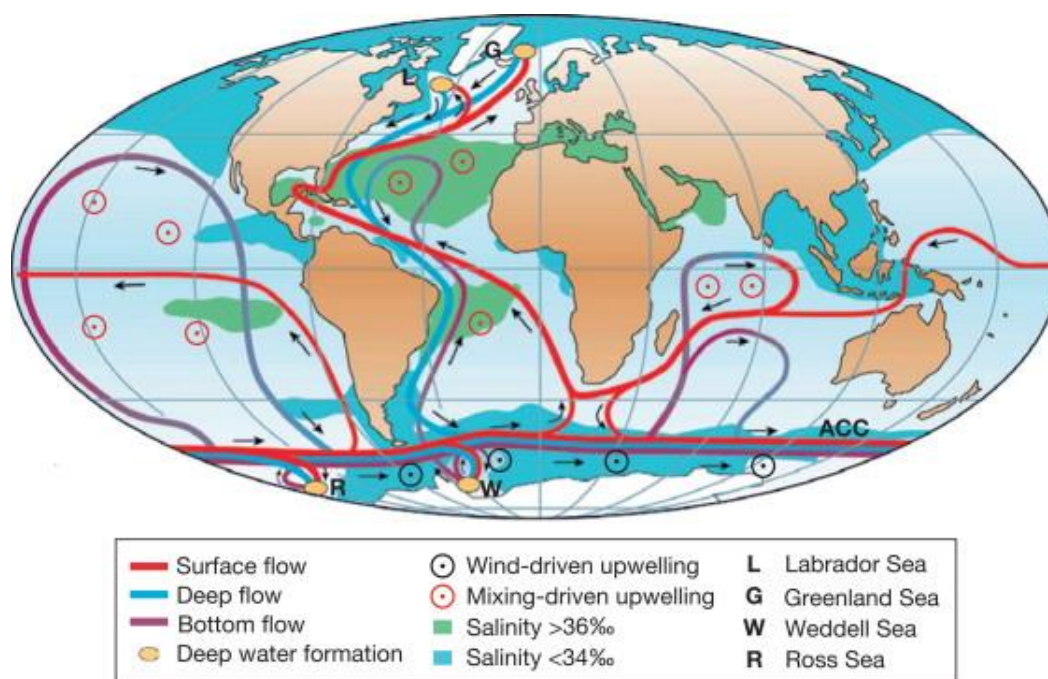 G
L
ACC
R
W
Surface flow
Deep flow
Bottom flow
Deep water formation
Wind-driven upwelling
Mixing-driven upwelling
Salinity >36‰
Salinity <34‰
L Labrador Sea
G Greenland Sea
W Weddell Sea
R Ross Sea